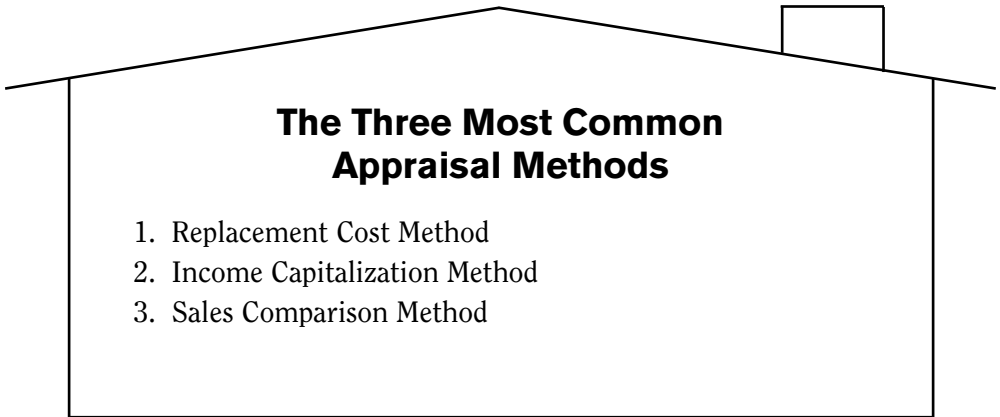 The Three Most Common
Appraisal Methods
1. Replacement Cost Method
2. Income Capitalization Method
3. Sales Comparison Method